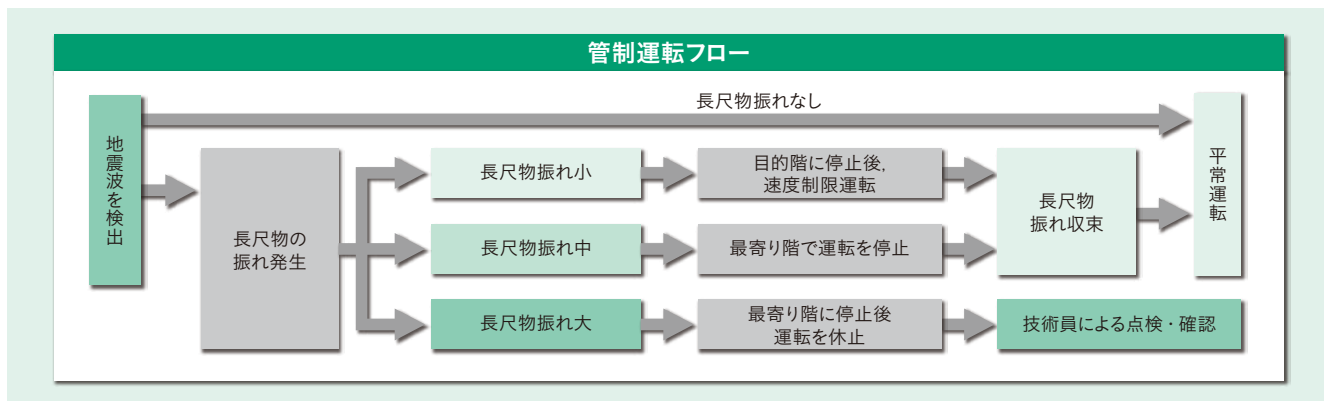 管制運転フロー
長尺物振れなし
地震波を検出
長尺物の
振れ発生
長尺物振れ小
目的階に停止後,
速度制限運転
長尺物振れ中
最寄り階で運転を停止
長尺物
振れ収束
長尺物振れ大
最寄り階に停止後
運転を休止
技術員による点検・確認
平常運転